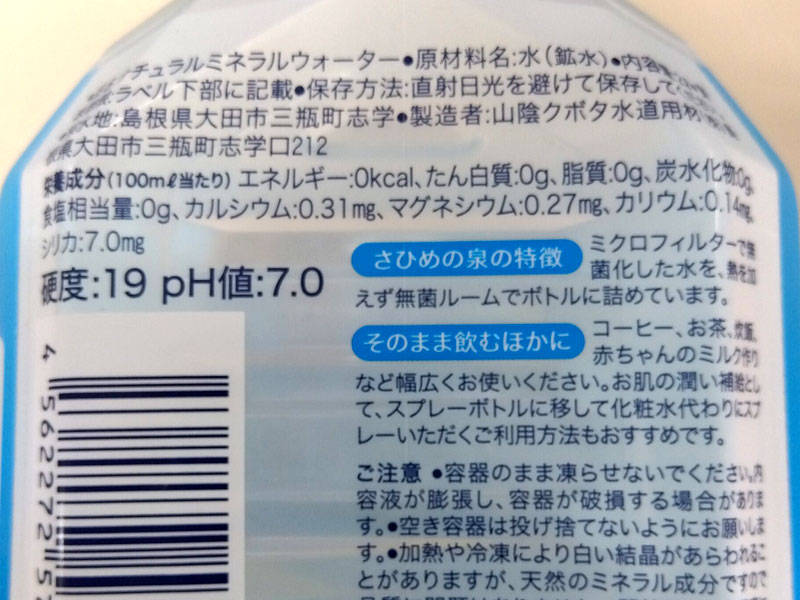 ナチュラルミネラルウォーター●原材料名:水(鉱水)●内容量
ラベル下部に記載●保存方法:直射日光を避けて保存して
水地:島根県大田市三瓶町志学●製造者:山陰クボタ水道用材
根県大田市三瓶町志学口212
栄養成分(100mℓ当たり)エネルギー:0kcal、たん白質:0g、脂質:0g、炭水化物:0g、
食塩相当量:0g、カルシウム:0.31mg、マグネシウム:0.27mg、カリウム:0.14mg、
シリカ:7.0mg
硬度:19 pH値:7.0
さひめの泉の特徴 ミクロフィルターで無
菌化した水を、熱を加
えず無菌ルームでボトルに詰めています。
そのまま飲むほかに コーヒー、お茶、炊飯、
赤ちゃんのミルク作り
など幅広くお使いください。お肌の潤い補給とし
て、スプレーボトルに移して化粧水代わりにスプ
レーいただくご利用方法もおすすめです。
ご注意 ●容器のまま凍らせないでください。内
容液が膨張し、容器が破損する場合がありま
す。●空き容器は投げ捨てないようにお願いしま
す。●加熱や冷凍により白い結晶があらわれるこ
とがありますが、天然のミネラル成分ですので
4 562272 57